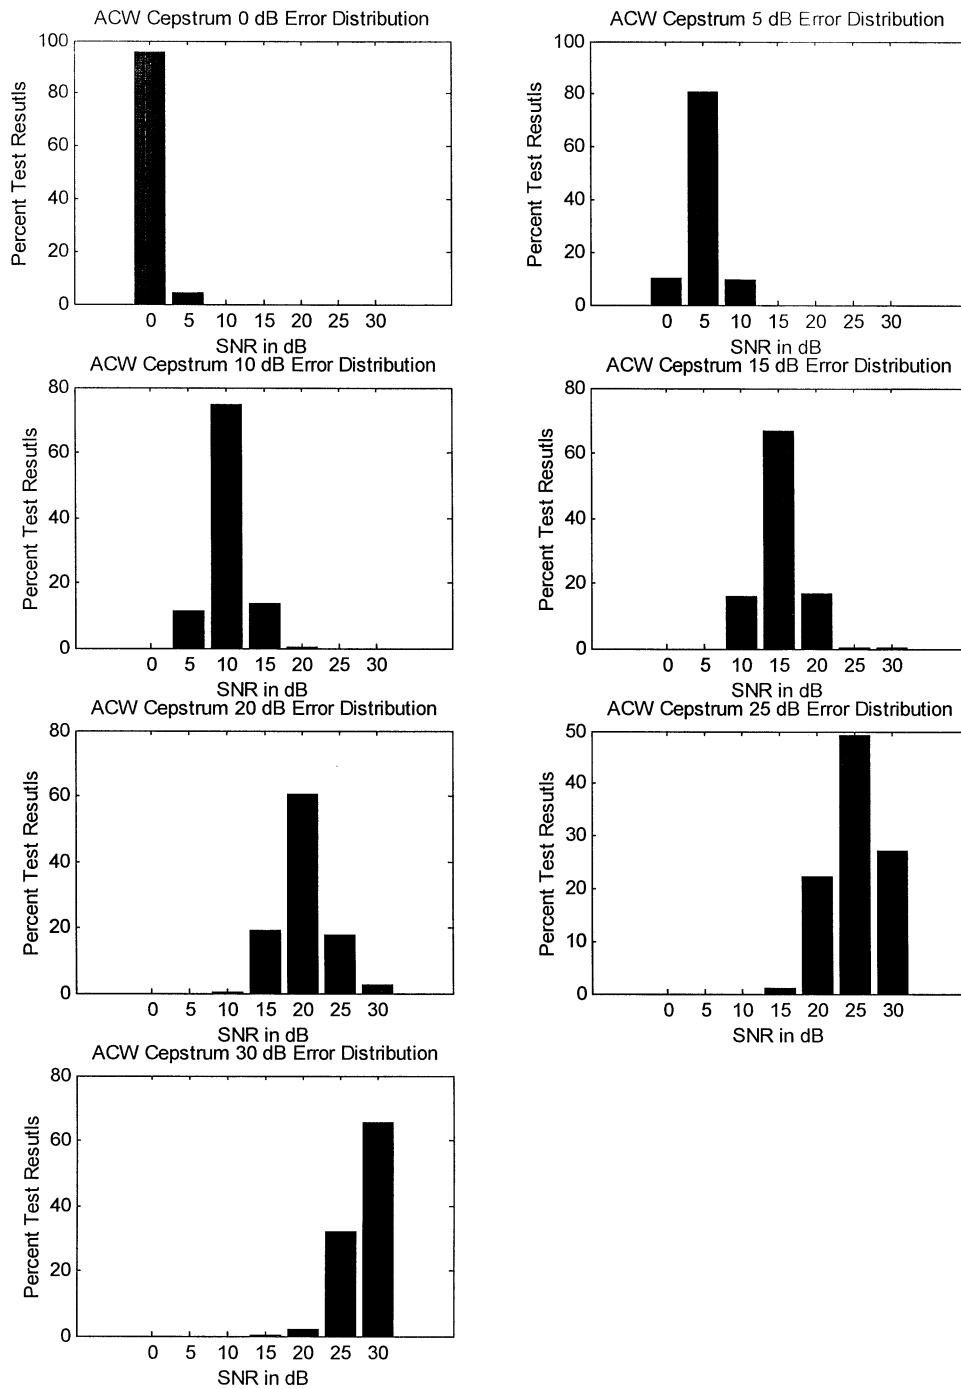 ACW Cepstrum 0 dB Error Distribution
Percent Test Resutls
100
80
60
40
20
0
0 5 10 15 20 25 30
SNR in dB
ACW Cepstrum 5 dB Error Distribution
Percent Test Resutls
100
80
60
40
20
0
0 5 10 15 20 25 30
SNR in dB
ACW Cepstrum 10 dB Error Distribution
Percent Test Resutls
80
60
40
20
0
0 5 10 15 20 25 30
SNR in dB
ACW Cepstrum 15 dB Error Distribution
Percent Test Resutls
80
60
40
20
0
0 5 10 15 20 25 30
SNR in dB
ACW Cepstrum 20 dB Error Distribution
Percent Test Resutls
80
60
40
20
0
0 5 10 15 20 25 30
SNR in dB
ACW Cepstrum 25 dB Error Distribution
Percent Test Resutls
50
40
30
20
10
0
0 5 10 15 20 25 30
SNR in dB
ACW Cepstrum 30 dB Error Distribution
Percent Test Resutls
80
60
40
20
0
0 5 10 15 20 25 30
SNR in dB